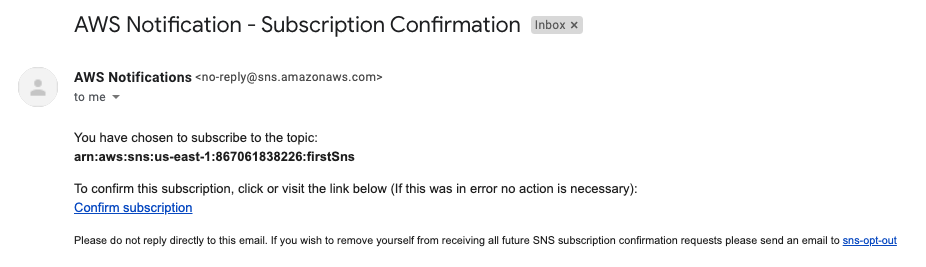 AWS Notification - Subscription Confirmation Inbox ×
AWS Notifications <no-reply@sns.amazonaws.com>
to me
You have chosen to subscribe to the topic:
arn:aws:sns:us-east-1:867061838226:firstSns
To confirm this subscription, click or visit the link below (If this was in error no action is necessary):
Confirm subscription
Please do not reply directly to this email. If you wish to remove yourself from receiving all future SNS subscription confirmation requests please send an email to sns-opt-out